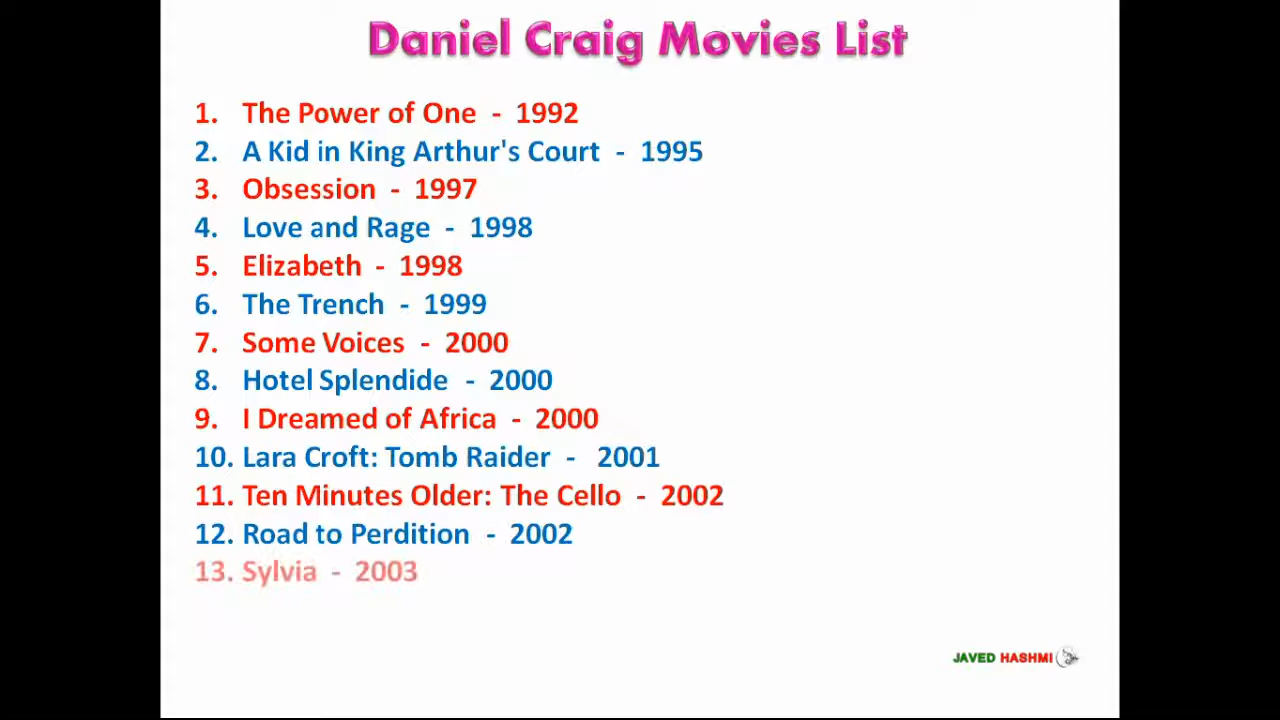 Daniel Craig Movies List
1. The Power of One - 1992
2. A Kid in King Arthur's Court - 1995
3. Obsession - 1997
4. Love and Rage - 1998
5. Elizabeth - 1998
6. The Trench - 1999
7. Some Voices - 2000
8. Hotel Splendide - 2000
9. I Dreamed of Africa - 2000
10. Lara Croft: Tomb Raider - 2001
11. Ten Minutes Older: The Cello - 2002
12. Road to Perdition - 2002
13. Sylvia - 2003
JAVED HASHMI